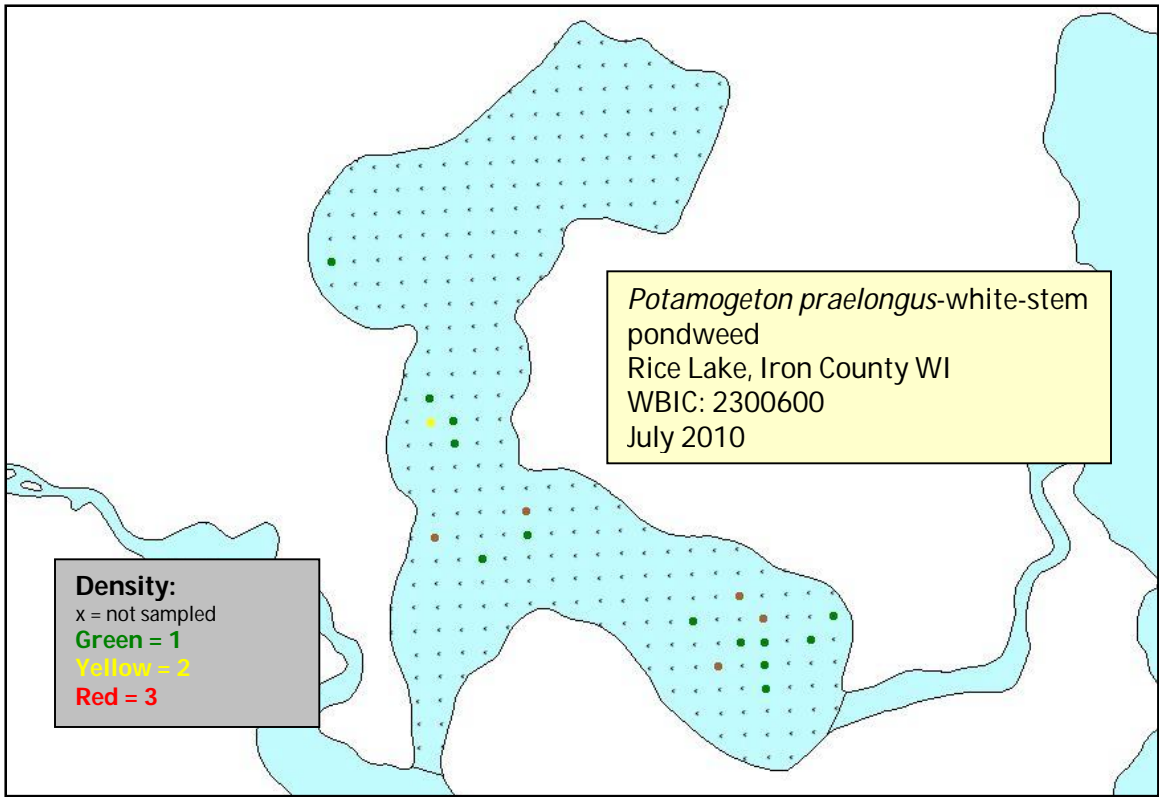 Potamogeton praelongus-white-stem
pondweed
Rice Lake, Iron County WI
WBIC: 2300600
July 2010
Density:
x = not sampled
Green = 1
Yellow = 2
Red = 3